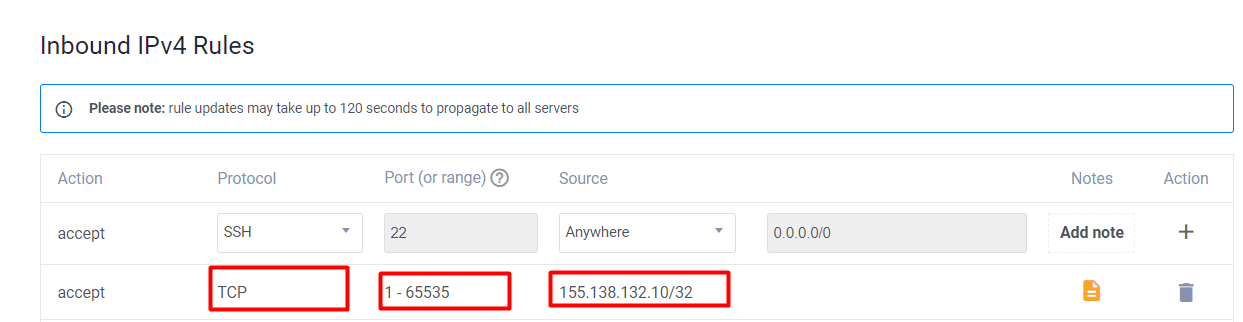 Inbound IPv4 Rules
Please note: rule updates may take up to 120 seconds to propagate to all servers
Action Protocol Port (or range) ? Source Notes Action
accept SSH 22 Anywhere 0.0.0.0/0 Add note +
accept TCP 1 - 65535 155.138.132.10/32